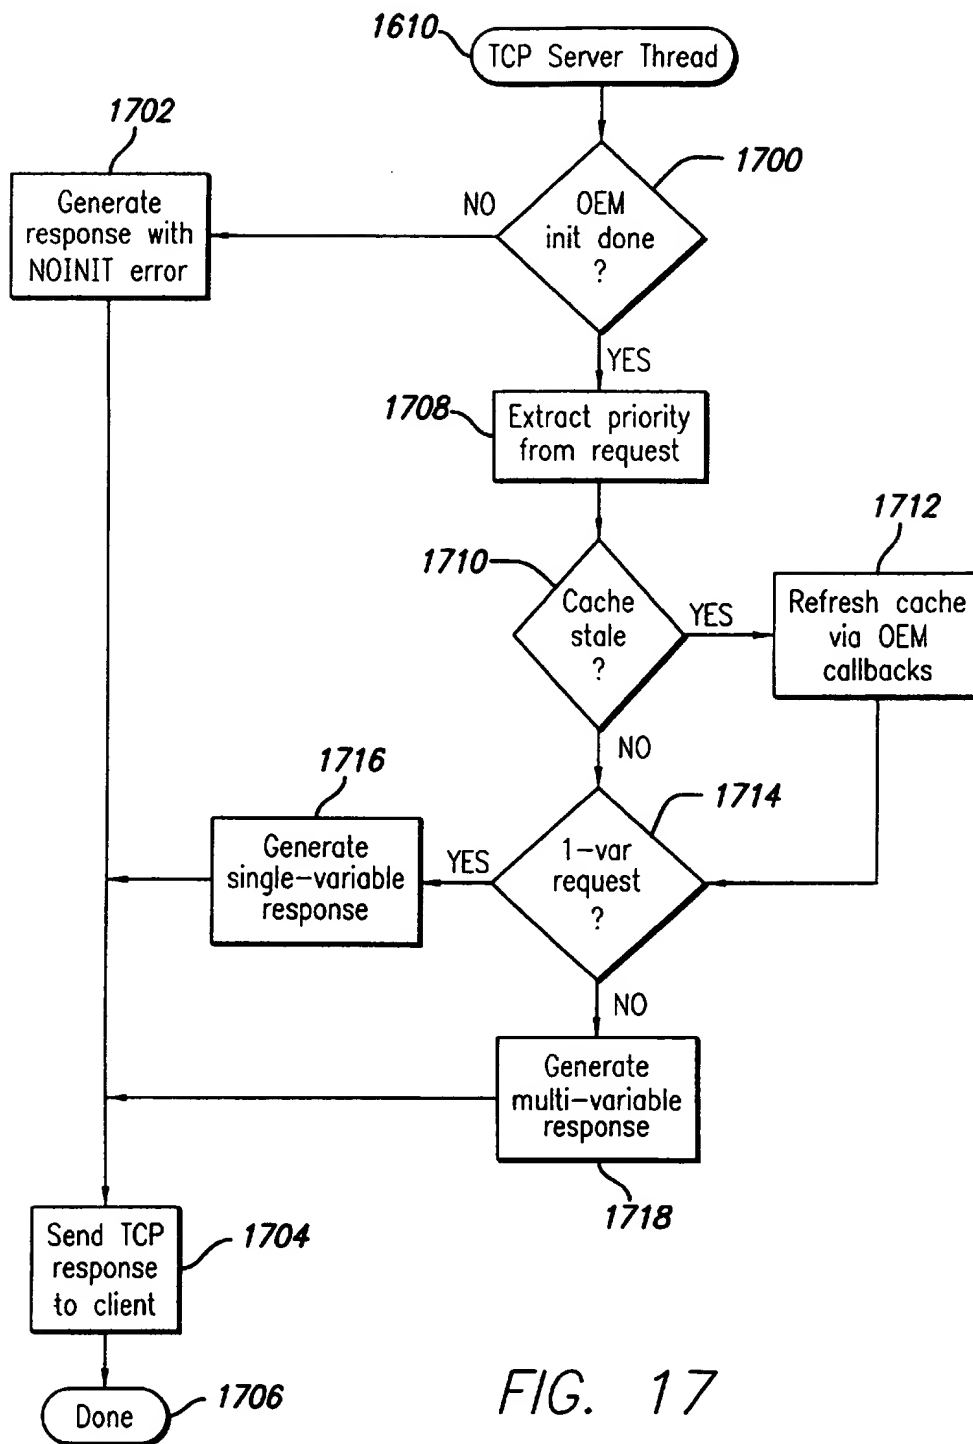 1610
TCP Server Thread
1702
1700
Generate
response with
NOINIT error
NO
OEM
init done
?
YES
1708
Extract priority
from request
1712
1710
Cache
stale
?
YES
Refresh cache
via OEM
callbacks
NO
1716
1714
Generate
single-variable
response
YES
1-var
request
?
NO
Generate
multi-variable
response
1718
Send TCP
response
to client
1704
Done
1706
FIG. 17